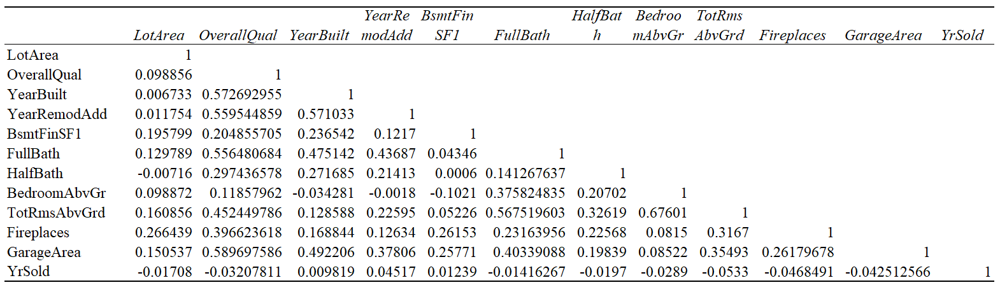 YearRe BsmtFin HalfBat Bedroo TotRms
LotArea OverallQual YearBuilt modAdd SF1 FullBath h mAbvGr AbvGrd Fireplaces GarageArea YrSold
LotArea 1
OverallQual 0.098856 1
YearBuilt 0.006733 0.572692955 1
YearRemodAdd 0.011754 0.559544859 0.571033 1
BsmtFinSF1 0.195799 0.204855705 0.236542 0.1217 1
FullBath 0.129789 0.556480684 0.475142 0.43687 0.04346 1
HalfBath -0.00716 0.297436578 0.271685 0.21413 0.0006 0.141267637 1
BedroomAbvGr 0.098872 0.11857962 -0.034281 -0.0018 -0.1021 0.375824835 0.20702 1
TotRmsAbvGrd 0.160856 0.452449786 0.128588 0.22595 0.05226 0.567519603 0.32619 0.67601 1
Fireplaces 0.266439 0.396623618 0.168844 0.12634 0.26153 0.23163956 0.22568 0.0815 0.3167 1
GarageArea 0.150537 0.589697586 0.492206 0.37806 0.25771 0.40339088 0.19839 0.08522 0.35493 0.26179678 1
YrSold -0.01708 -0.03207811 0.009819 0.04517 0.01239 -0.01416267 -0.0197 -0.0289 -0.0533 -0.0468491 -0.042512566 1